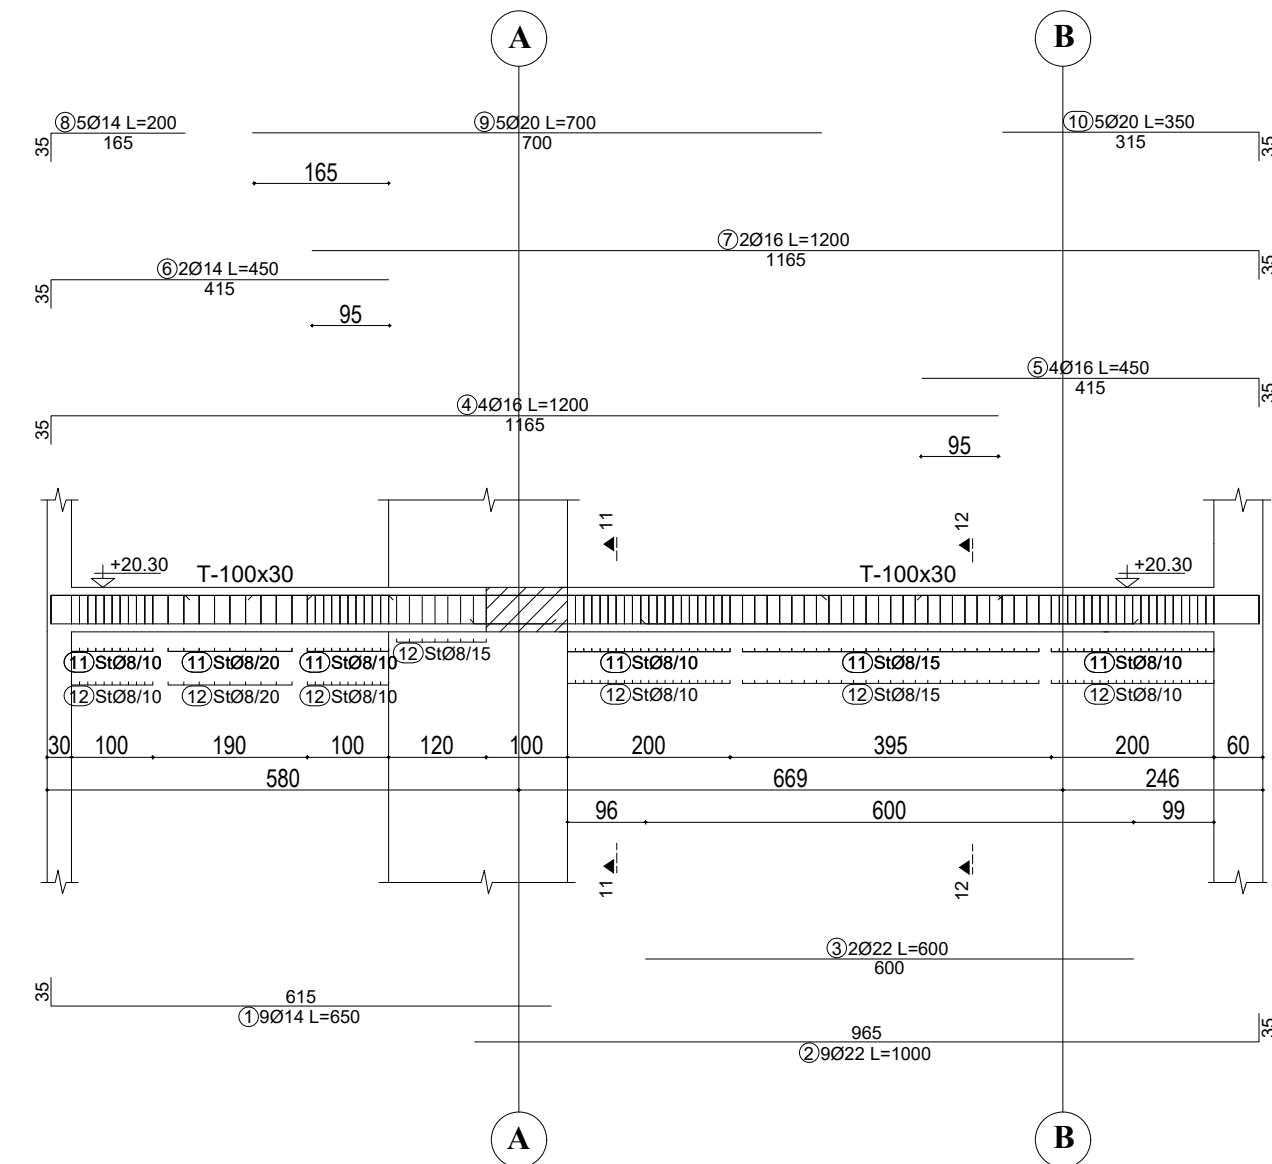 A B
⑧5Ø14 L=200 ⑨5Ø20 L=700 ⑩5Ø20 L=350
35 165 700 315 35
165
⑦2Ø16 L=1200
1165 35
⑥2Ø14 L=450
35 415
95
⑤4Ø16 L=450
415 35
④4Ø16 L=1200
35 1165
95
11 12
+20.30 +20.30
T-100x30 T-100x30
⑫StØ8/15
⑪StØ8/10 ⑪StØ8/20 ⑪StØ8/10 ⑪StØ8/10 ⑪StØ8/15 ⑪StØ8/10
⑫StØ8/10 ⑫StØ8/20 ⑫StØ8/10 ⑫StØ8/10 ⑫StØ8/15 ⑫StØ8/10
30 100 190 100 120 100 200 395 200 60
580 669 246
96 600 99
11 12
③2Ø22 L=600
600
35 615
①9Ø14 L=650
965 35
②9Ø22 L=1000
A B